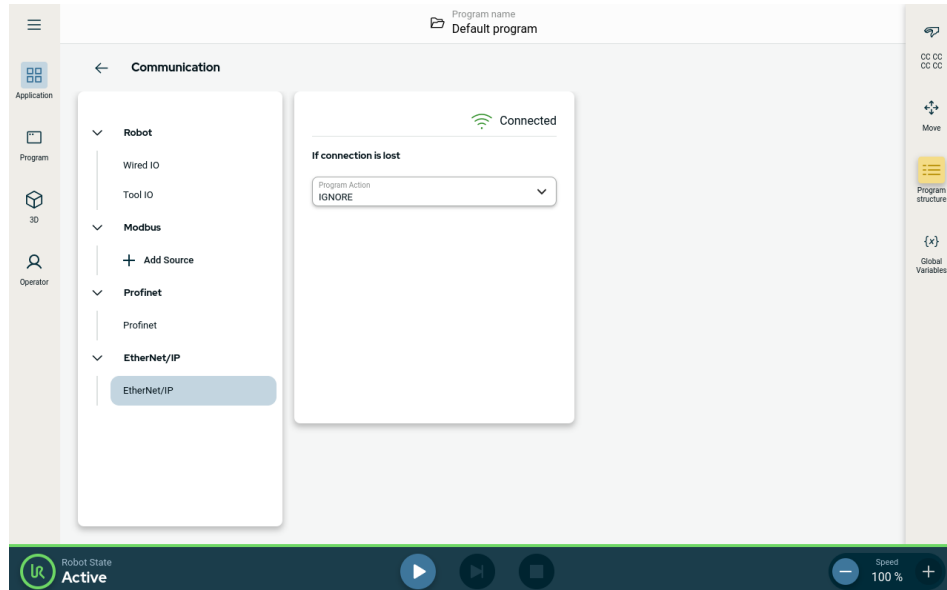 Program name
Default program
Application
Program
3D
Operator
Communication
Robot
Wired IO
Tool IO
Modbus
Add Source
Profinet
Profinet
EtherNet/IP
EtherNet/IP
Connected
If connection is lost
Program Action
IGNORE
CC CC
CC CC
Move
Program
structure
{x}
Global
Variables
UR
Robot State
Active
Speed
100 %